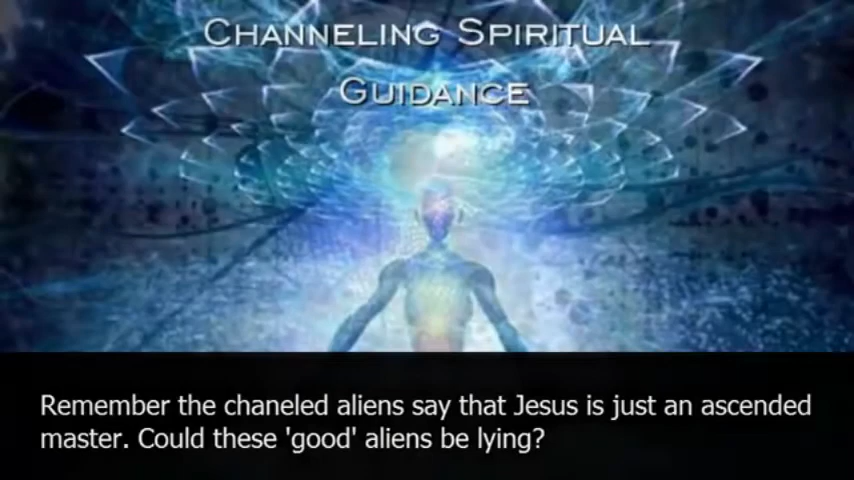 Channeling Spiritual
Guidance
Remember the chaneled aliens say that Jesus is just an ascended
master. Could these 'good' aliens be lying?